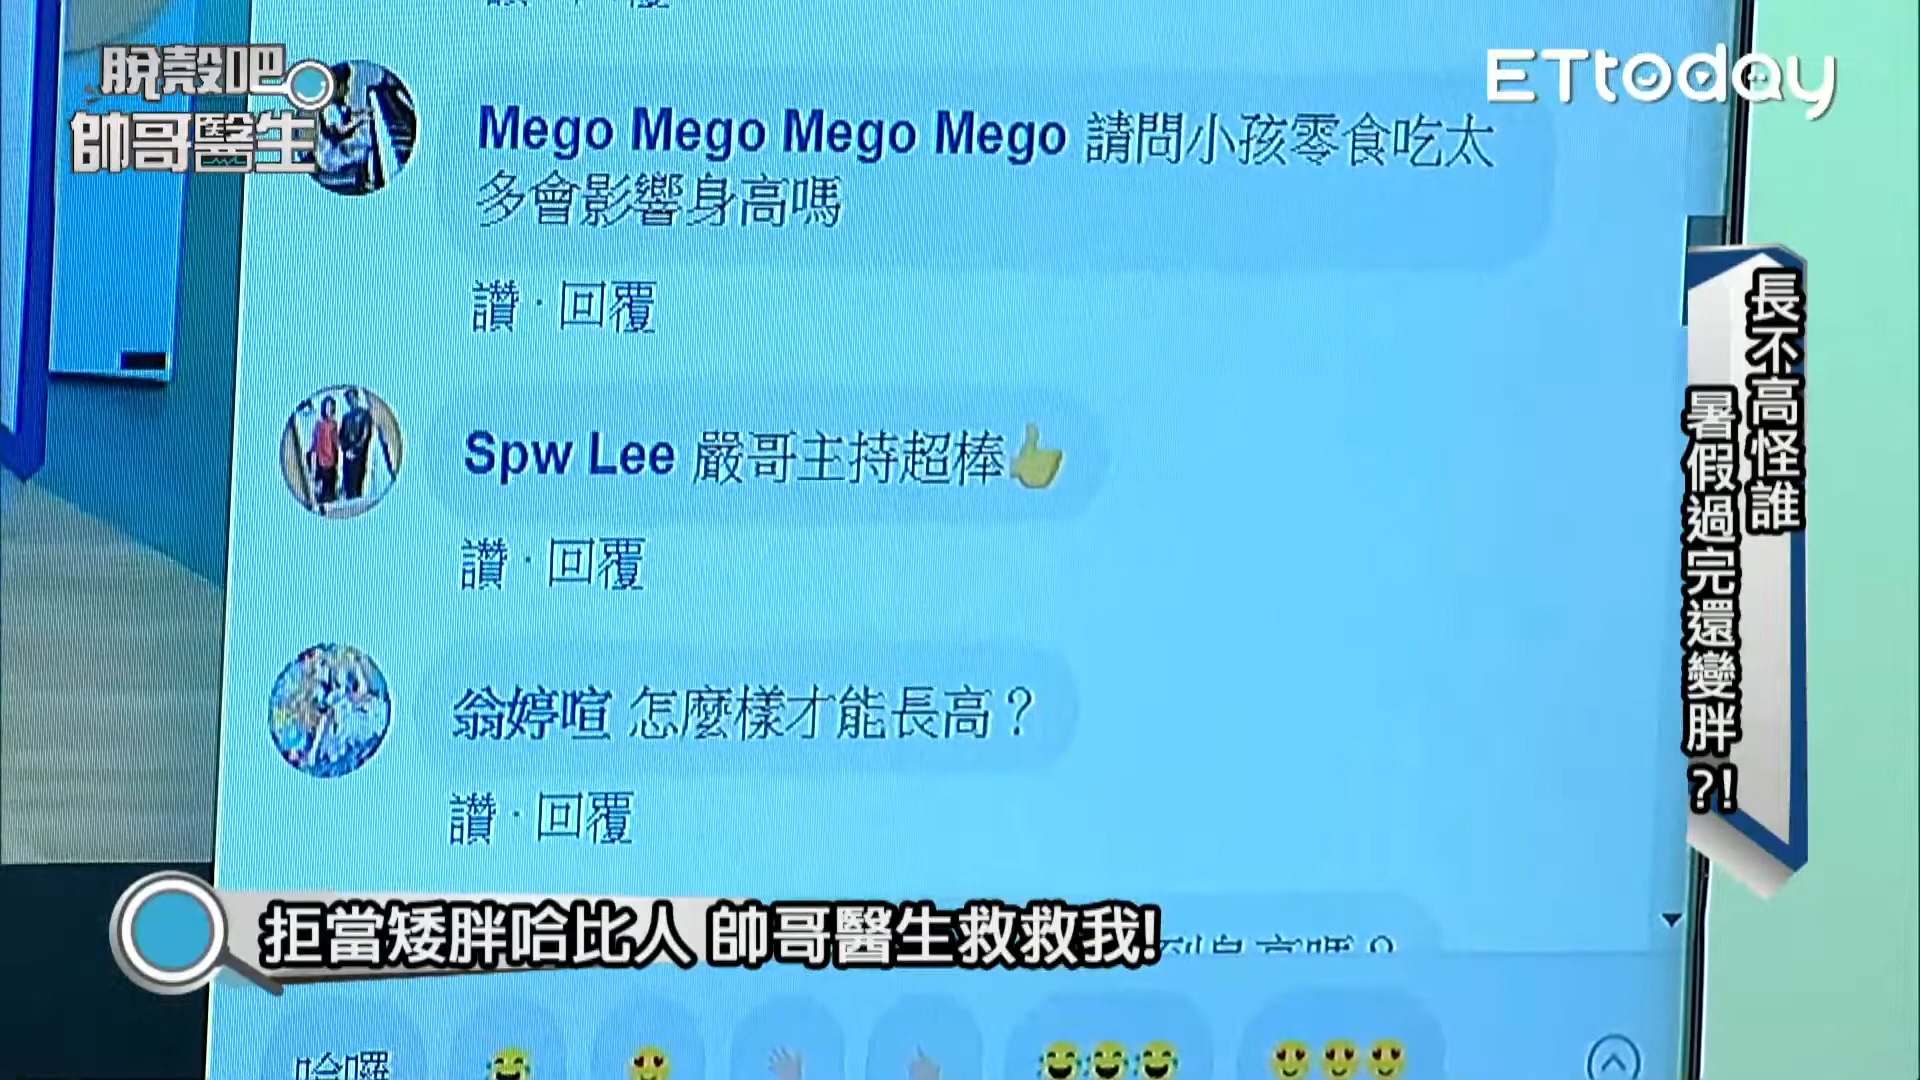 脫殼吧
帥哥醫生
ETtoday
Mego Mego Mego Mego 請問小孩零食吃太
多會影響身高嗎
讚·回覆
Spw Lee 嚴哥主持超棒👍
讚·回覆
翁婷喧 怎麼樣才能長高？
讚·回覆
長不高怪誰
暑假過完還變胖?!
拒當矮胖哈比人 帥哥醫生救救我!
哈囉